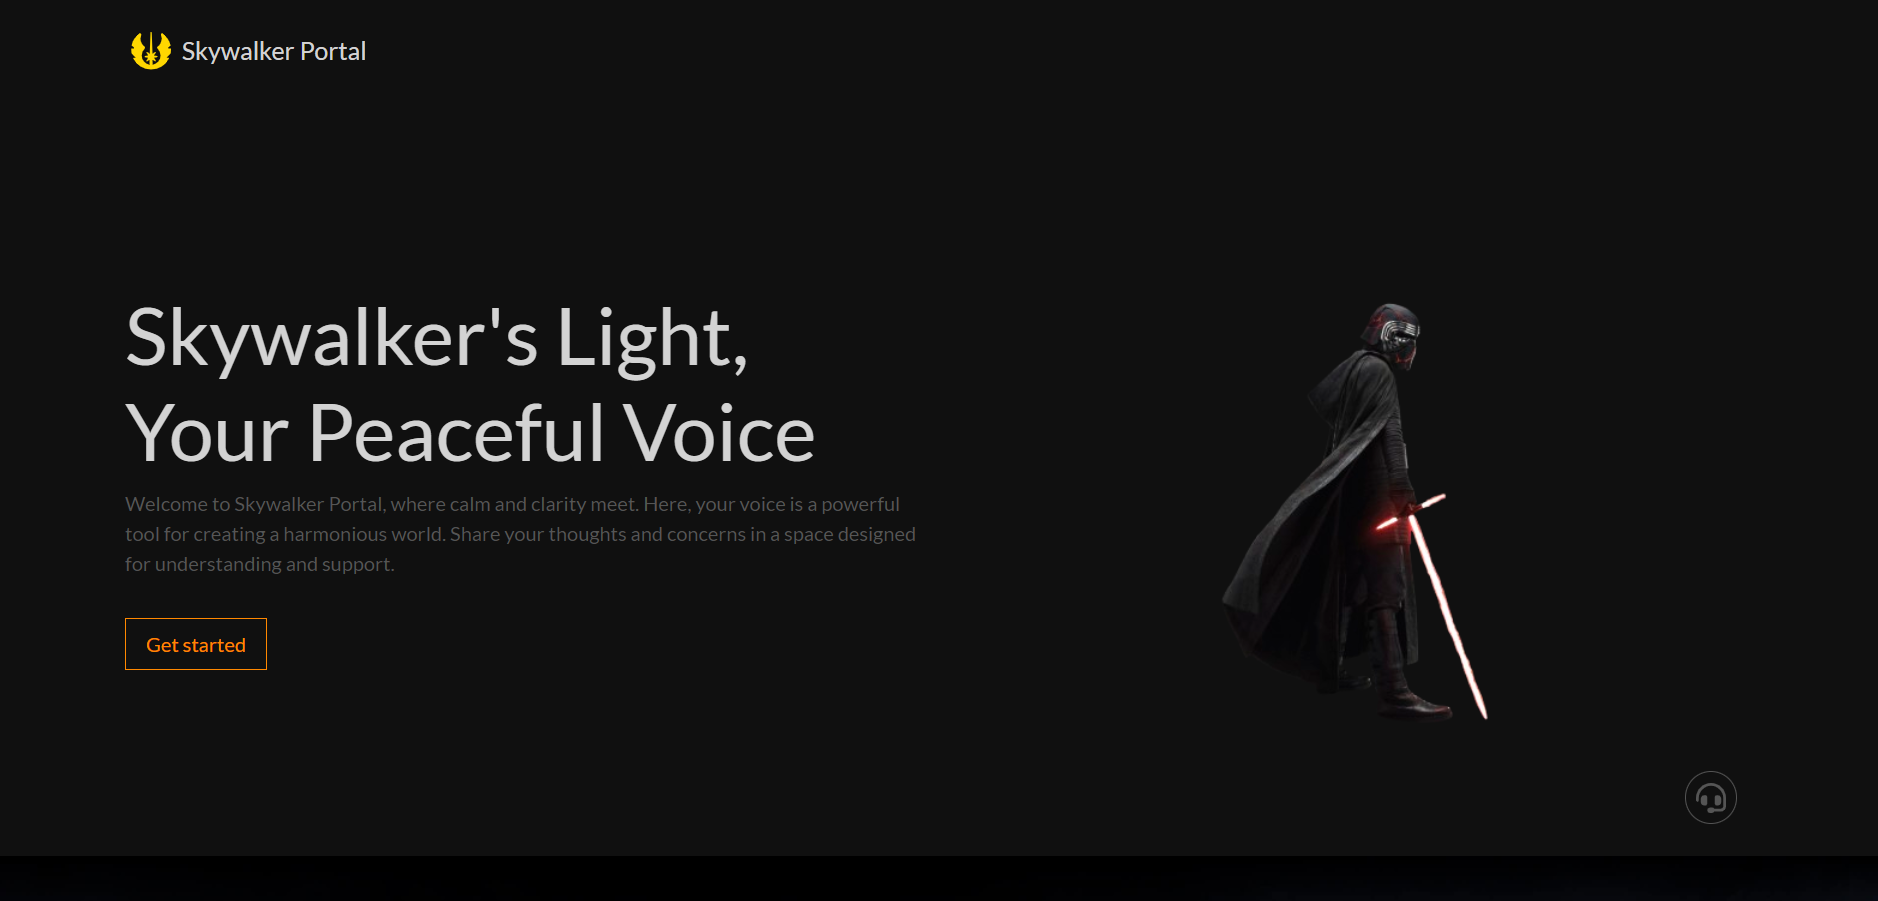 Skywalker Portal
Skywalker's Light,
Your Peaceful Voice
Welcome to Skywalker Portal, where calm and clarity meet. Here, your voice is a powerful
tool for creating a harmonious world. Share your thoughts and concerns in a space designed
for understanding and support.
Get started